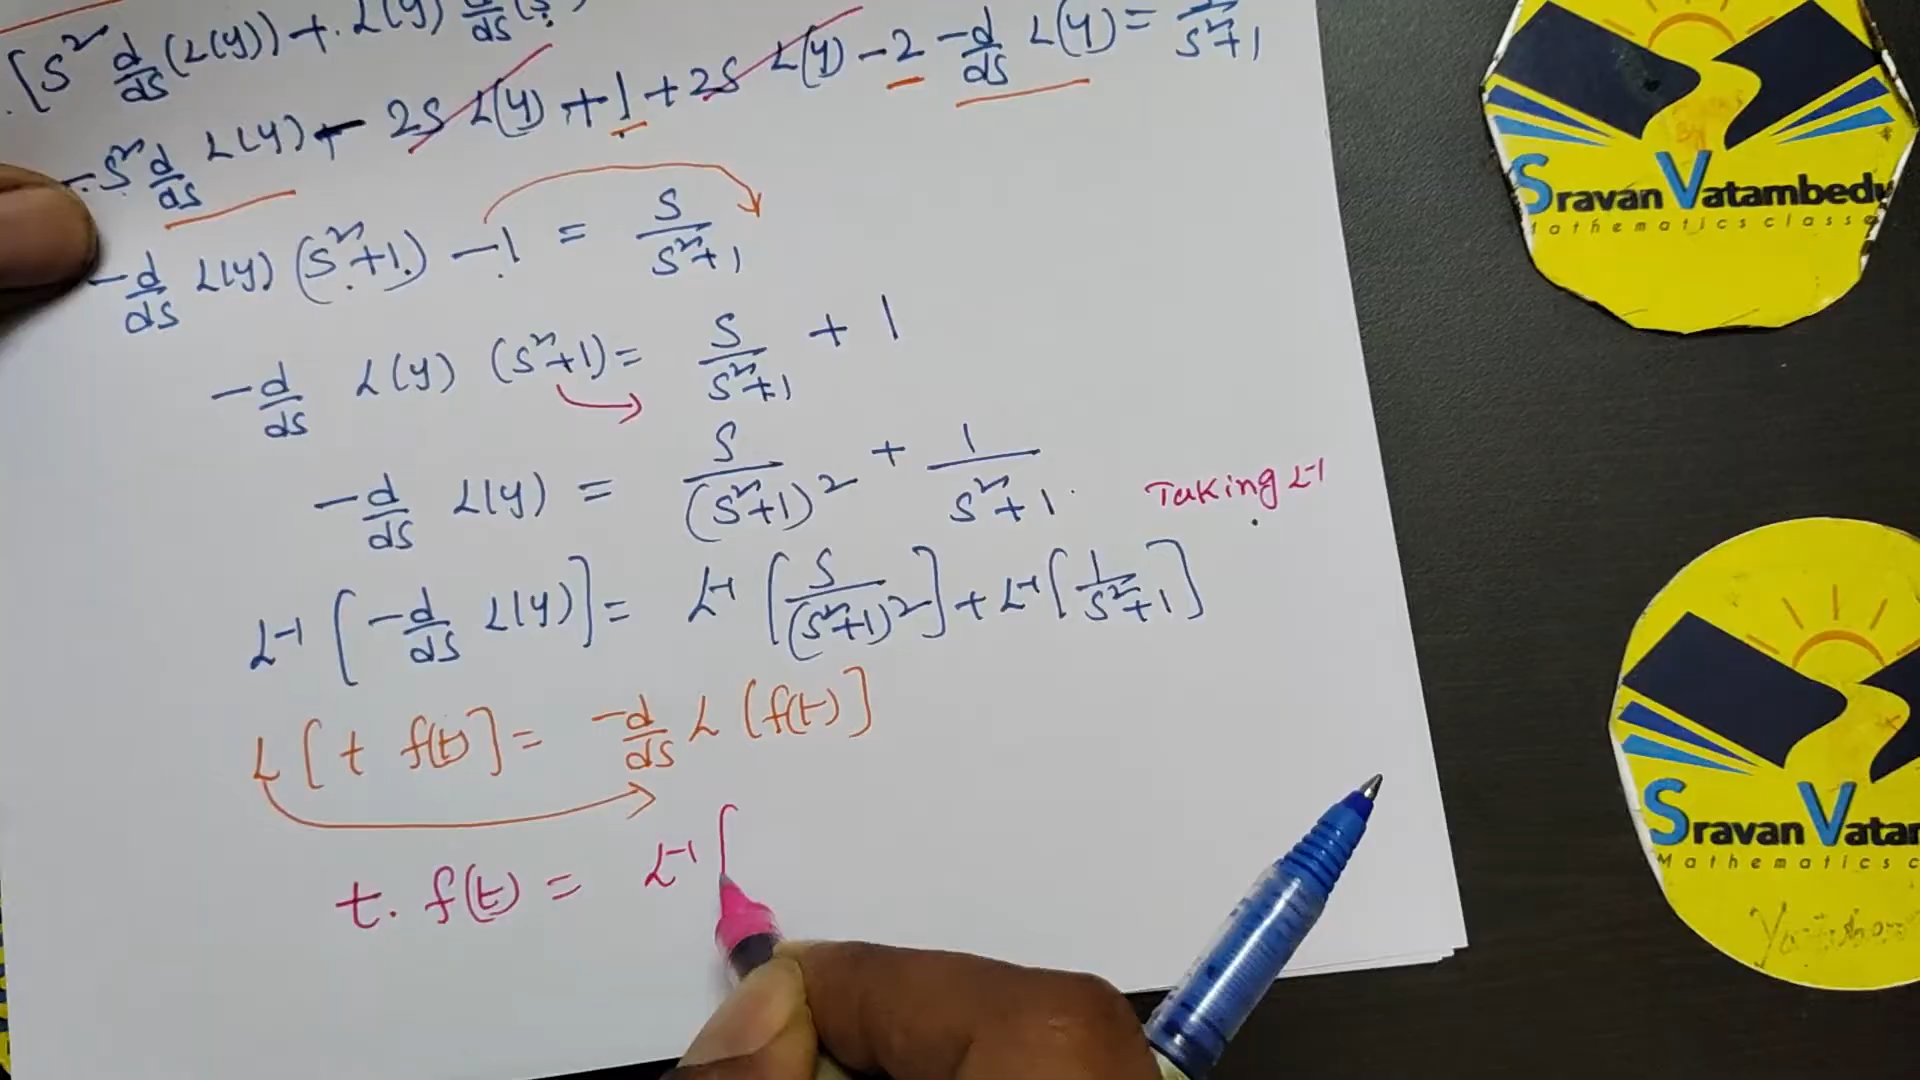 [S² d/ds (L(y)) + L(y) d/ds (S
-S² d/ds L(y) - 2S L(y) + 1 + 2S L(y) - 2 - d/ds L(y) = /S²+1
-d/ds L(y) (S²+1) - 1 = S/S²+1
-d/ds L(y) (S²+1) = S/S²+1 + 1
-d/ds L(y) = S/(S²+1)² + 1/S²+1. Taking L⁻¹
L⁻¹ [-d/ds L(y)] = L⁻¹ [S/(S²+1)²] + L⁻¹ [1/S²+1]
L [t f(t)] = -d/ds L (f(t)]
t. f(t) = L⁻¹ [
Sravan Vatambedu
Mathematics classe
Sravan Vatam
Mathematics c